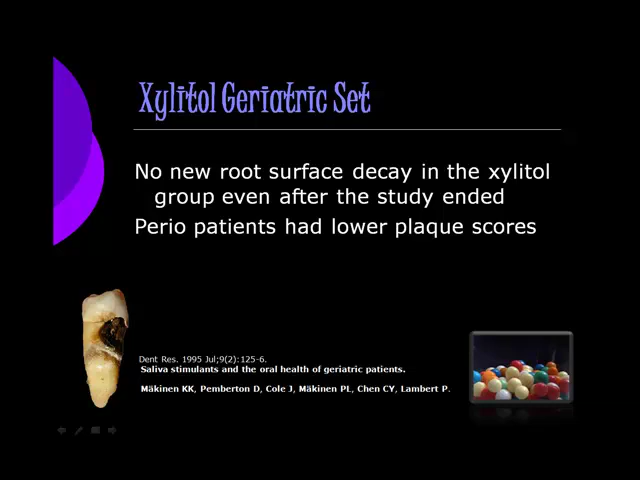 Xylitol Geriatric Set
No new root surface decay in the xylitol
group even after the study ended
Perio patients had lower plaque scores
Dent Res. 1995 Jul;9(2):125-6.
Saliva stimulants and the oral health of geriatric patients.
Mäkinen KK, Pemberton D, Cole J, Mäkinen PL, Chen CY, Lambert P.